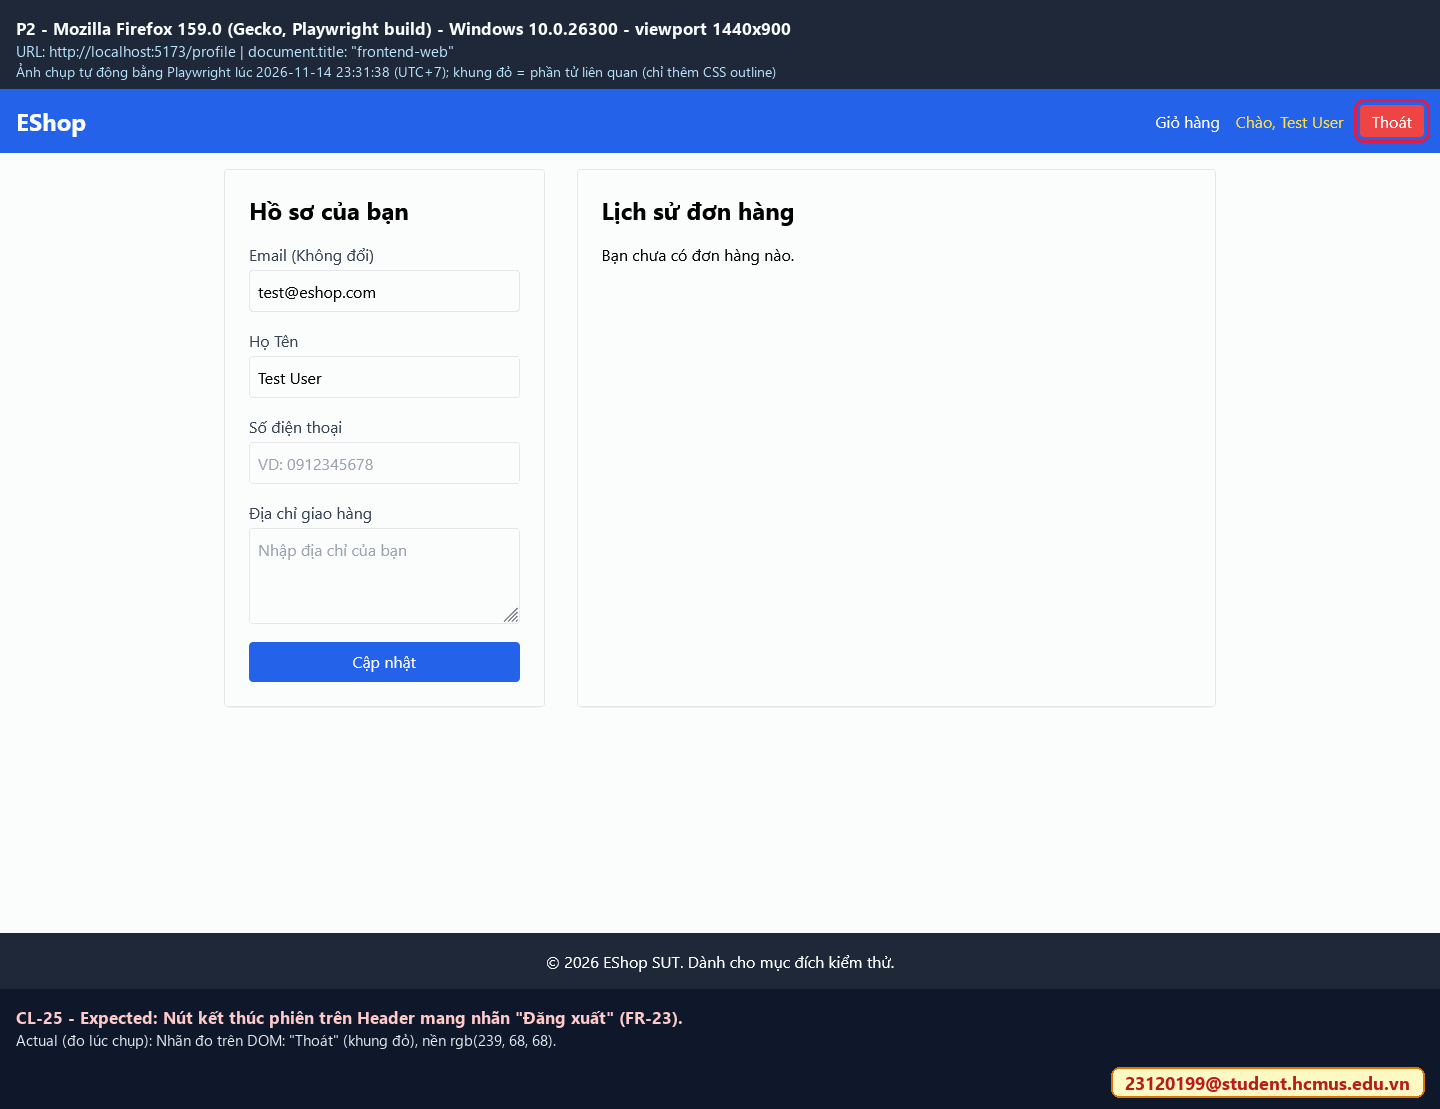 P2 - Mozilla Firefox 159.0 (Gecko, Playwright build) - Windows 10.0.26300 - viewport 1440x900
URL: http://localhost:5173/profile | document.title: "frontend-web"
Ảnh chụp tự động bằng Playwright lúc 2026-11-14 23:31:38 (UTC+7); khung đỏ = phần tử liên quan (chỉ thêm CSS outline)
EShop
Giỏ hàng
Chào, Test User
Thoát
Hồ sơ của bạn
Email (Không đổi)
test@eshop.com
Họ Tên
Test User
Số điện thoại
VD: 0912345678
Địa chỉ giao hàng
Nhập địa chỉ của bạn
Cập nhật
Lịch sử đơn hàng
Bạn chưa có đơn hàng nào.
© 2026 EShop SUT. Dành cho mục đích kiểm thử.
CL-25 - Expected: Nút kết thúc phiên trên Header mang nhãn "Đăng xuất" (FR-23).
Actual (đo lúc chụp): Nhãn đo trên DOM: "Thoát" (khung đỏ), nền rgb(239, 68, 68).
23120199@student.hcmus.edu.vn